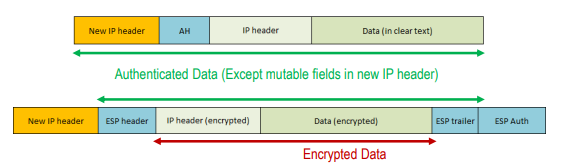 New IP header AH IP header Data (in clear text)
Authenticated Data (Except mutable fields in new IP header)
New IP header ESP header IP header (encrypted) Data (encrypted) ESP trailer ESP Auth
Encrypted Data